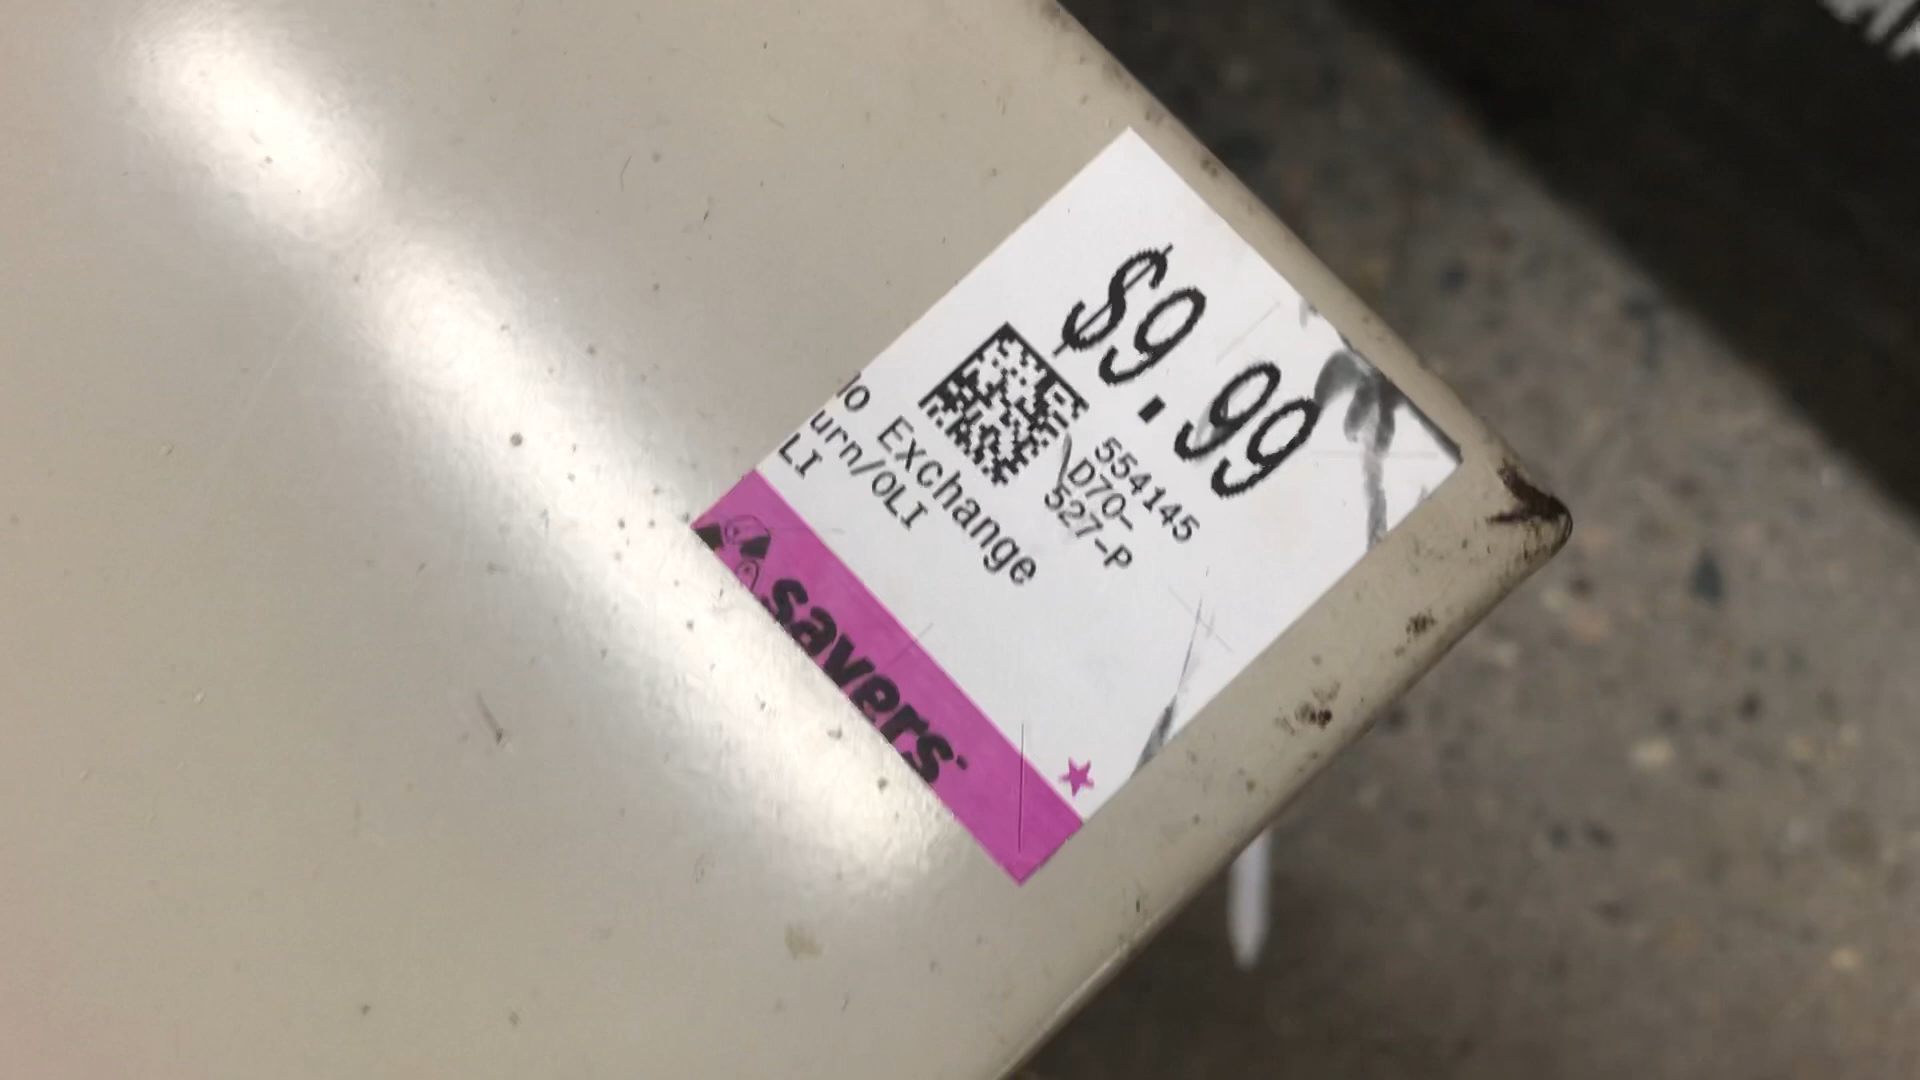 $9.99
554145
D70-
527-P
Exchange
urn/OLI
LI
savers